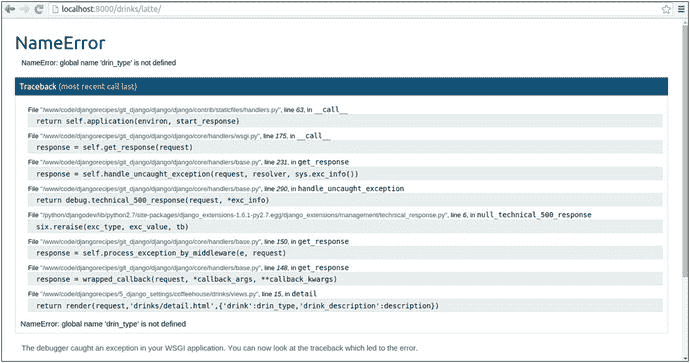 localhost:8000/drinks/latte/
NameError
NameError: global name 'drin_type' is not defined
Traceback (most recent call last)
File "/www/code/djangorecipes/git_django/django/django/contrib/staticfiles/handlers.py", line 63, in __call__
return self.application(environ, start_response)
File "/www/code/djangorecipes/git_django/django/django/core/handlers/wsgi.py", line 175, in __call__
response = self.get_response(request)
File "/www/code/djangorecipes/git_django/django/django/core/handlers/base.py", line 231, in get_response
response = self.handle_uncaught_exception(request, resolver, sys.exc_info())
File "/www/code/djangorecipes/git_django/django/django/core/handlers/base.py", line 290, in handle_uncaught_exception
return debug.technical_500_response(request, *exc_info)
File "/python/djangodev/lib/python2.7/site-packages/django_extensions-1.6.1-py2.7.egg/django_extensions/management/technical_response.py", line 6, in null_technical_500_response
six.reraise(exc_type, exc_value, tb)
File "/www/code/djangorecipes/git_django/django/django/core/handlers/base.py", line 150, in get_response
response = self.process_exception_by_middleware(e, request)
File "/www/code/djangorecipes/git_django/django/django/core/handlers/base.py", line 148, in get_response
response = wrapped_callback(request, *callback_args, **callback_kwargs)
File "/www/code/djangorecipes/5_django_settings/coffeehouse/drinks/views.py", line 15, in detail
return render(request,'drinks/detail.html',{'drink':drin_type,'drink_description':description})
NameError: global name 'drin_type' is not defined
The debugger caught an exception in your WSGI application. You can now look at the traceback which led to the error.